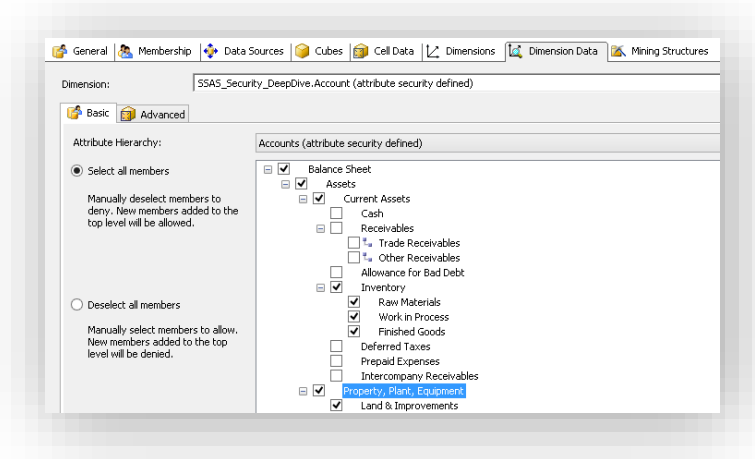 General Membership Data Sources Cubes Cell Data Dimensions Dimension Data Mining Structures
Dimension: SSAS_Security_DeepDive.Account (attribute security defined)
Basic Advanced
Attribute Hierarchy: Accounts (attribute security defined)
Select all members
Manually deselect members to
deny. New members added to the
top level will be allowed.
Deselect all members
Manually select members to allow.
New members added to the top
level will be denied.
Balance Sheet
Assets
Current Assets
Cash
Receivables
Trade Receivables
Other Receivables
Allowance for Bad Debt
Inventory
Raw Materials
Work in Process
Finished Goods
Deferred Taxes
Prepaid Expenses
Intercompany Receivables
Property, Plant, Equipment
Land & Improvements